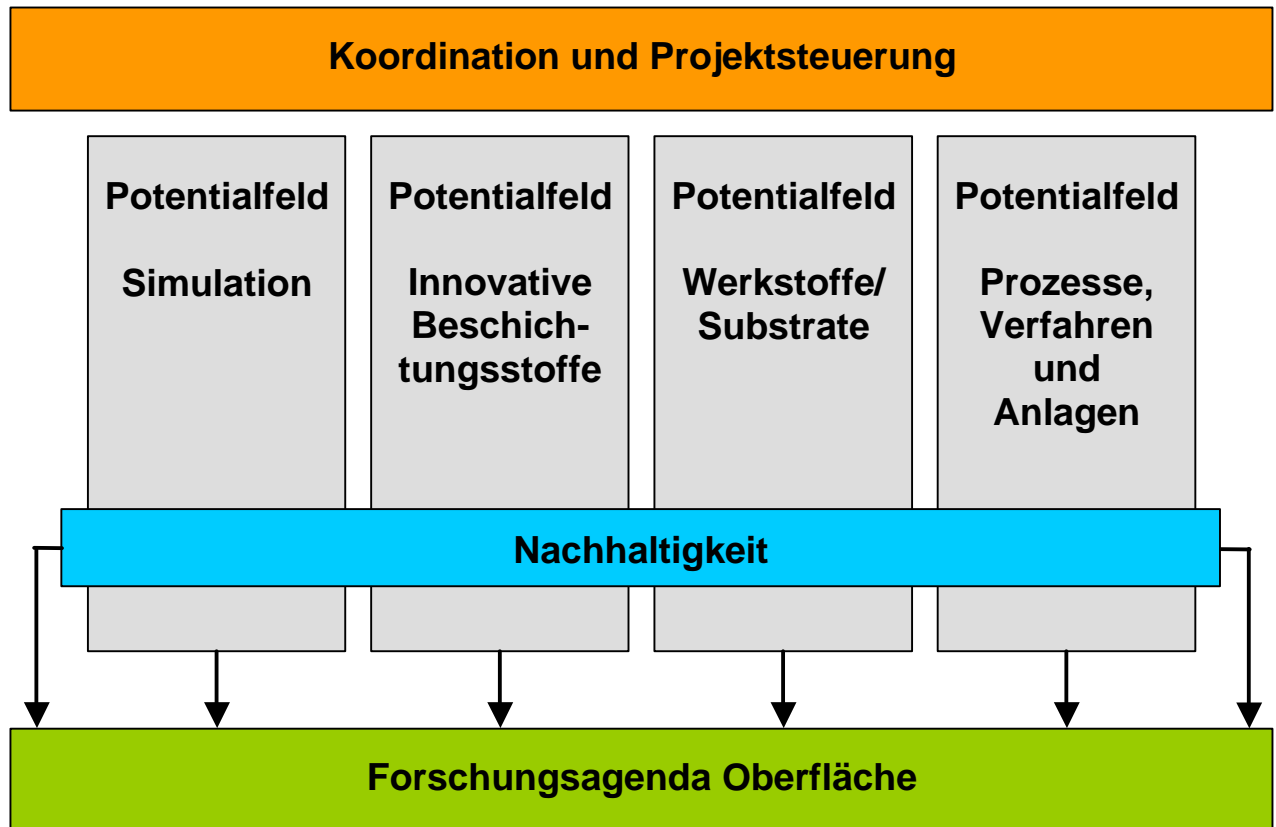 Koordination und Projektsteuerung
Potentialfeld
Simulation
Potentialfeld
Innovative
Beschich-
tungsstoffe
Potentialfeld
Werkstoffe/
Substrate
Potentialfeld
Prozesse,
Verfahren
und
Anlagen
Nachhaltigkeit
Forschungsagenda Oberfläche